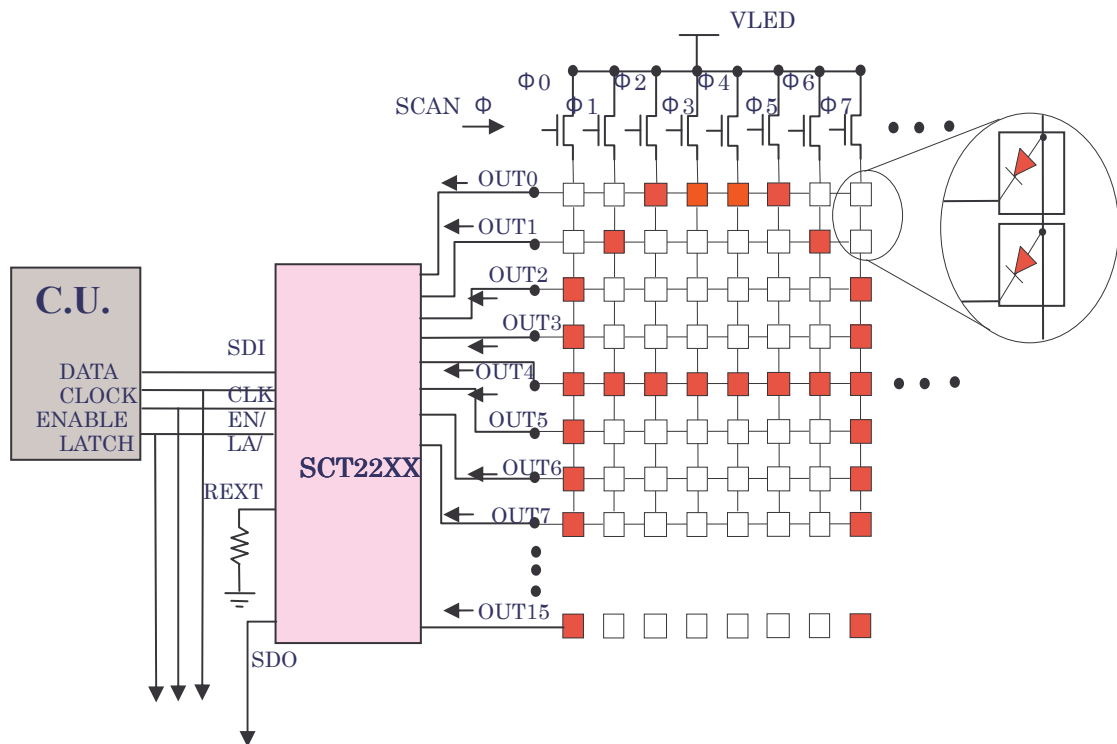 VLED
Φ0
Φ2
Φ4
Φ6
SCAN Φ
Φ1
Φ3
Φ5
Φ7
OUT0
OUT1
OUT2
OUT3
OUT4
OUT5
OUT6
OUT7
OUT15
C.U.
DATA
CLOCK
ENABLE
LATCH
SDI
CLK
EN/
LA/
SCT22XX
REXT
SDO